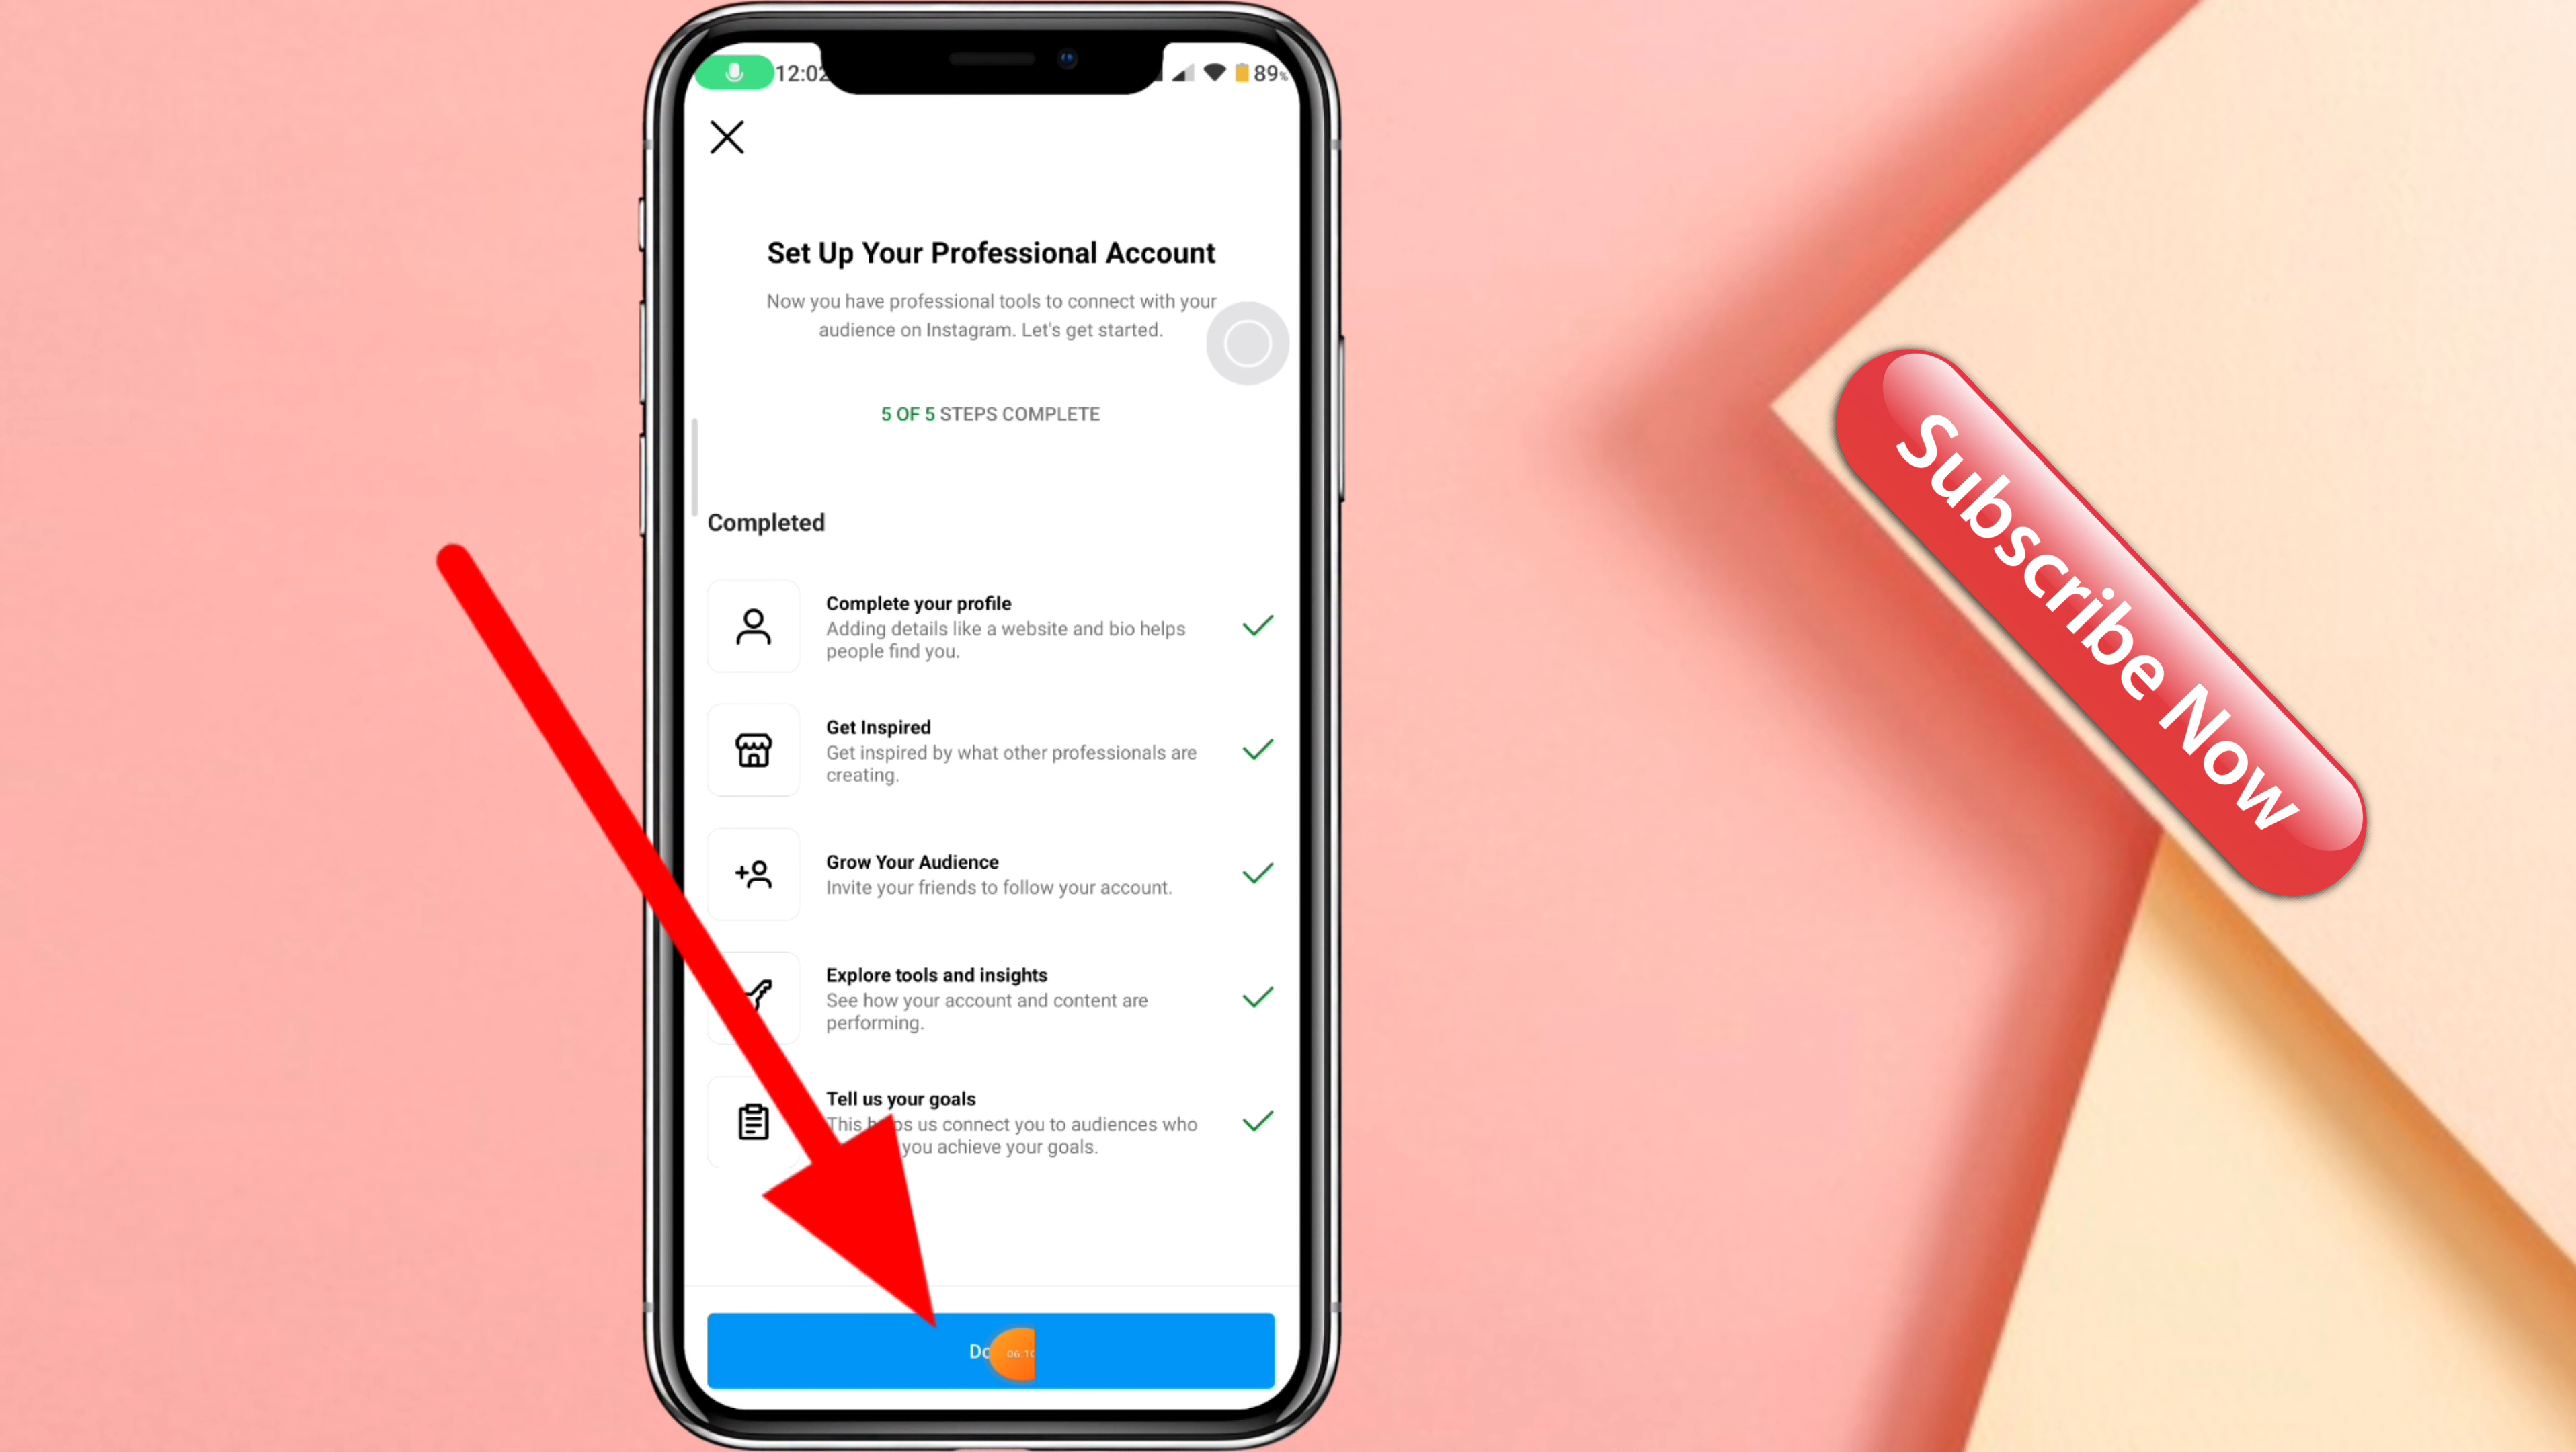 12:02
89%
Set Up Your Professional Account
Now you have professional tools to connect with your
audience on Instagram. Let's get started.
5 OF 5 STEPS COMPLETE
Completed
Complete your profile
Adding details like a website and bio helps
people find you.
Get Inspired
Get inspired by what other professionals are
creating.
Grow Your Audience
Invite your friends to follow your account.
Explore tools and insights
See how your account and content are
performing.
Tell us your goals
This us connect you to audiences who
you achieve your goals.
06:10
Subscribe Now